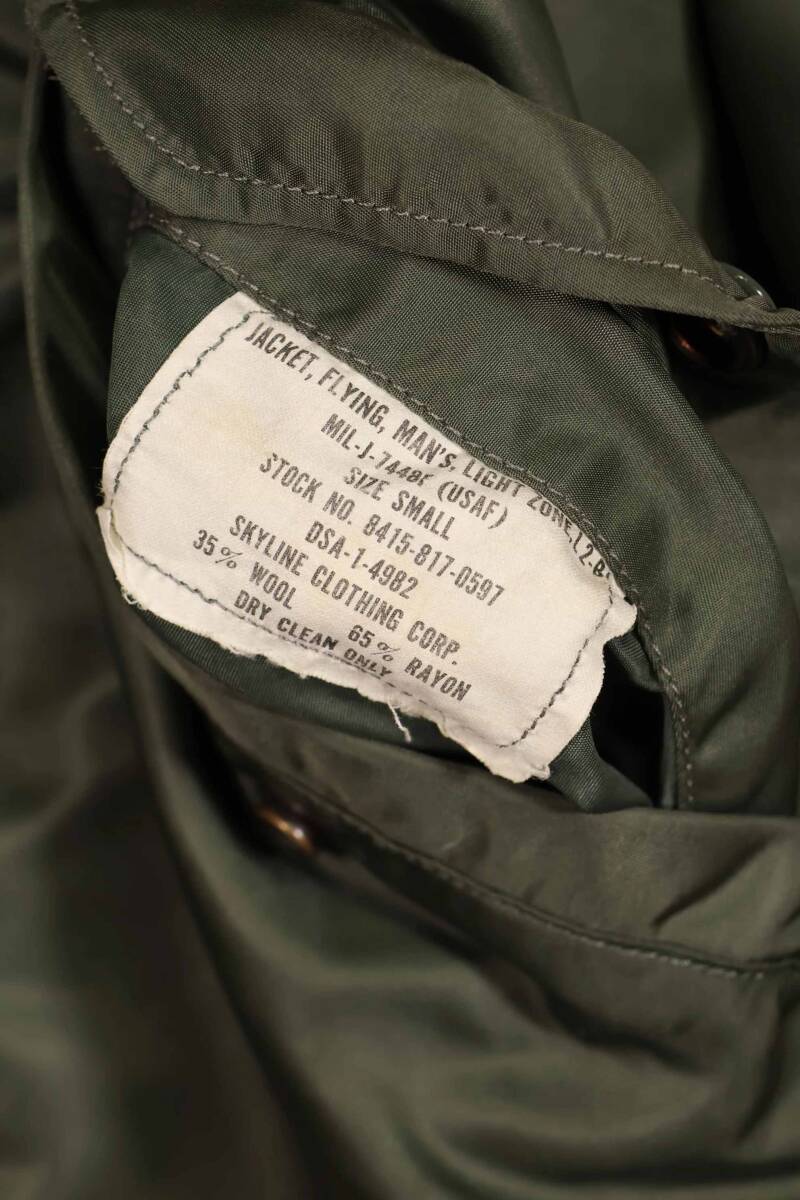 JACKET, FLYING, MAN'S, LIGHT ZONE,
MIL-J-7448E (USAF)
SIZE SMALL
STOCK NO. 8415-817-0597
DSA-1-4982
SKYLINE CLOTHING CORP.
35% WOOL 65% RAYON
DRY CLEAN ONLY